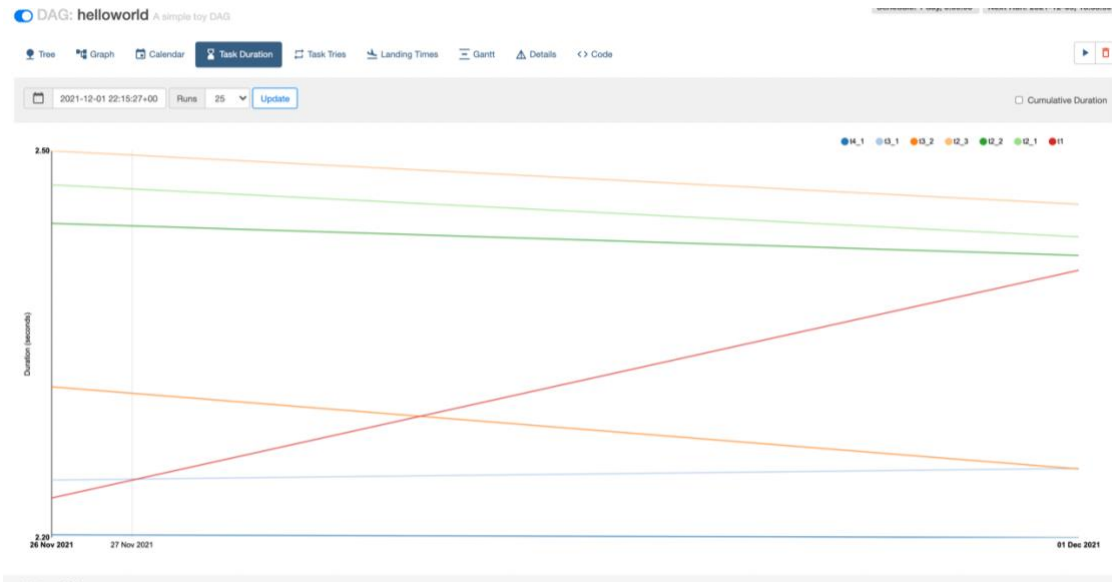 DAG: helloworld A simple toy DAG
Tree Graph Calendar Task Duration Task Tries Landing Times Gantt Details <> Code
2021-12-01 22:15:27+00 Runs 25 Update Cumulative Duration
t4_1 t3_1 t3_2 t2_3 t2_2 t2_1 t1
2.50
Duration (seconds)
2.20
26 Nov 2021 27 Nov 2021 01 Dec 2021